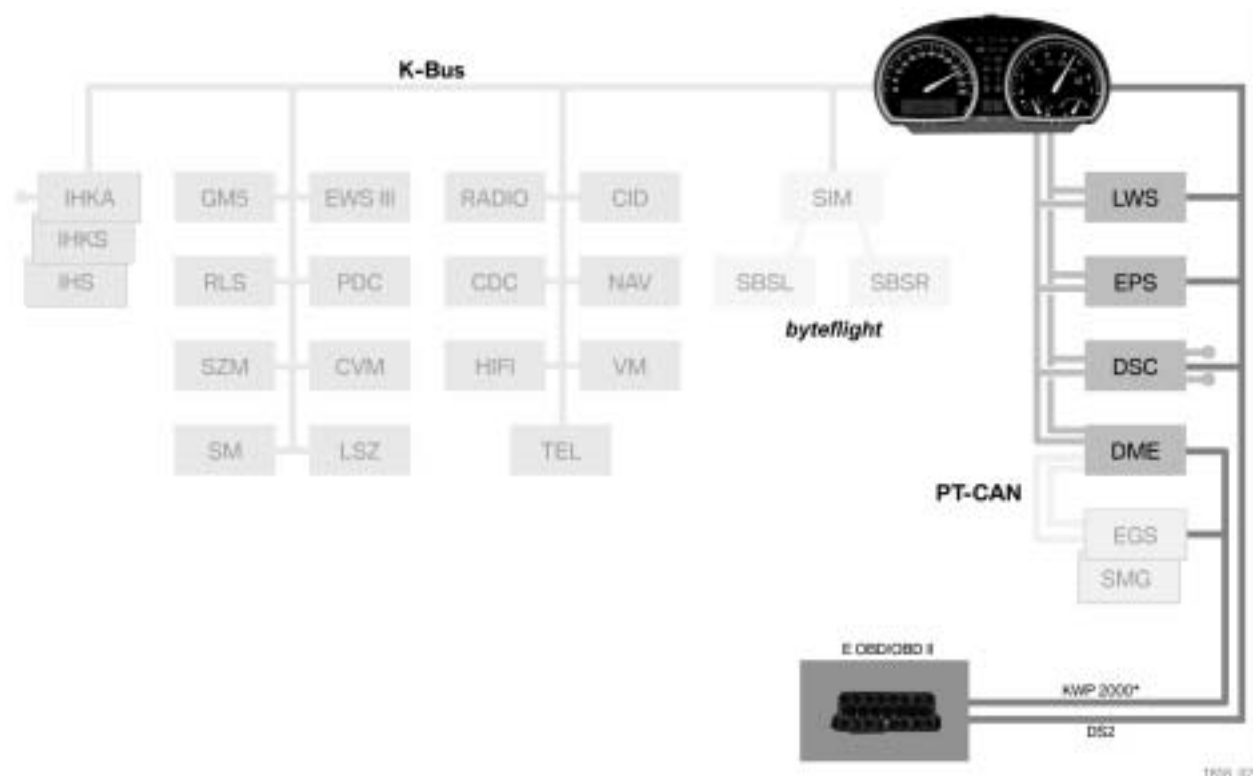 K-Bus
IHKA
IHKS
IHS
GM5
EWS III
RLS
PDC
SZM
CVM
SM
LSZ
RADIO
CID
CDC
NAV
HIFI
VM
TEL
SIM
SBSL
SBSR
byteflight
LWS
EPS
DSC
DME
PT-CAN
EGS
SMG
E OBD/OBD II
KWP 2000*
DS2